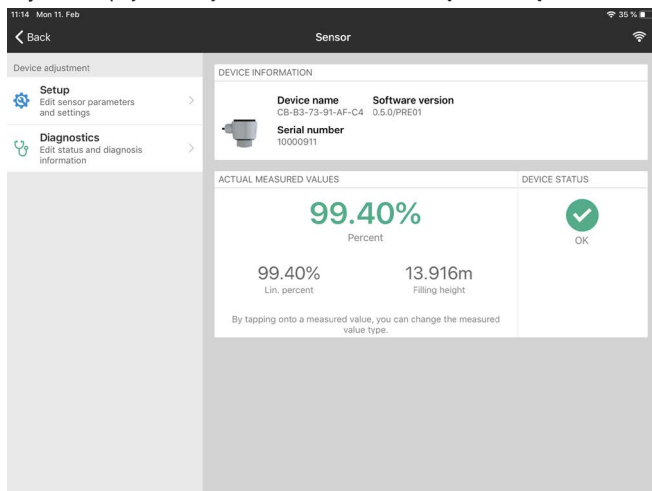 11:14 Mon 11. Feb
35 %
Back
Sensor
Device adjustment
Setup
Edit sensor parameters
and settings
Diagnostics
Edit status and diagnosis
information
DEVICE INFORMATION
Device name
CB-B3-73-91-AF-C4
Software version
0.5.0/PRE01
Serial number
10000911
ACTUAL MEASURED VALUES
99.40%
Percent
99.40%
Lin. percent
13.916m
Filling height
By tapping onto a measured value, you can change the measured
value type.
DEVICE STATUS
OK